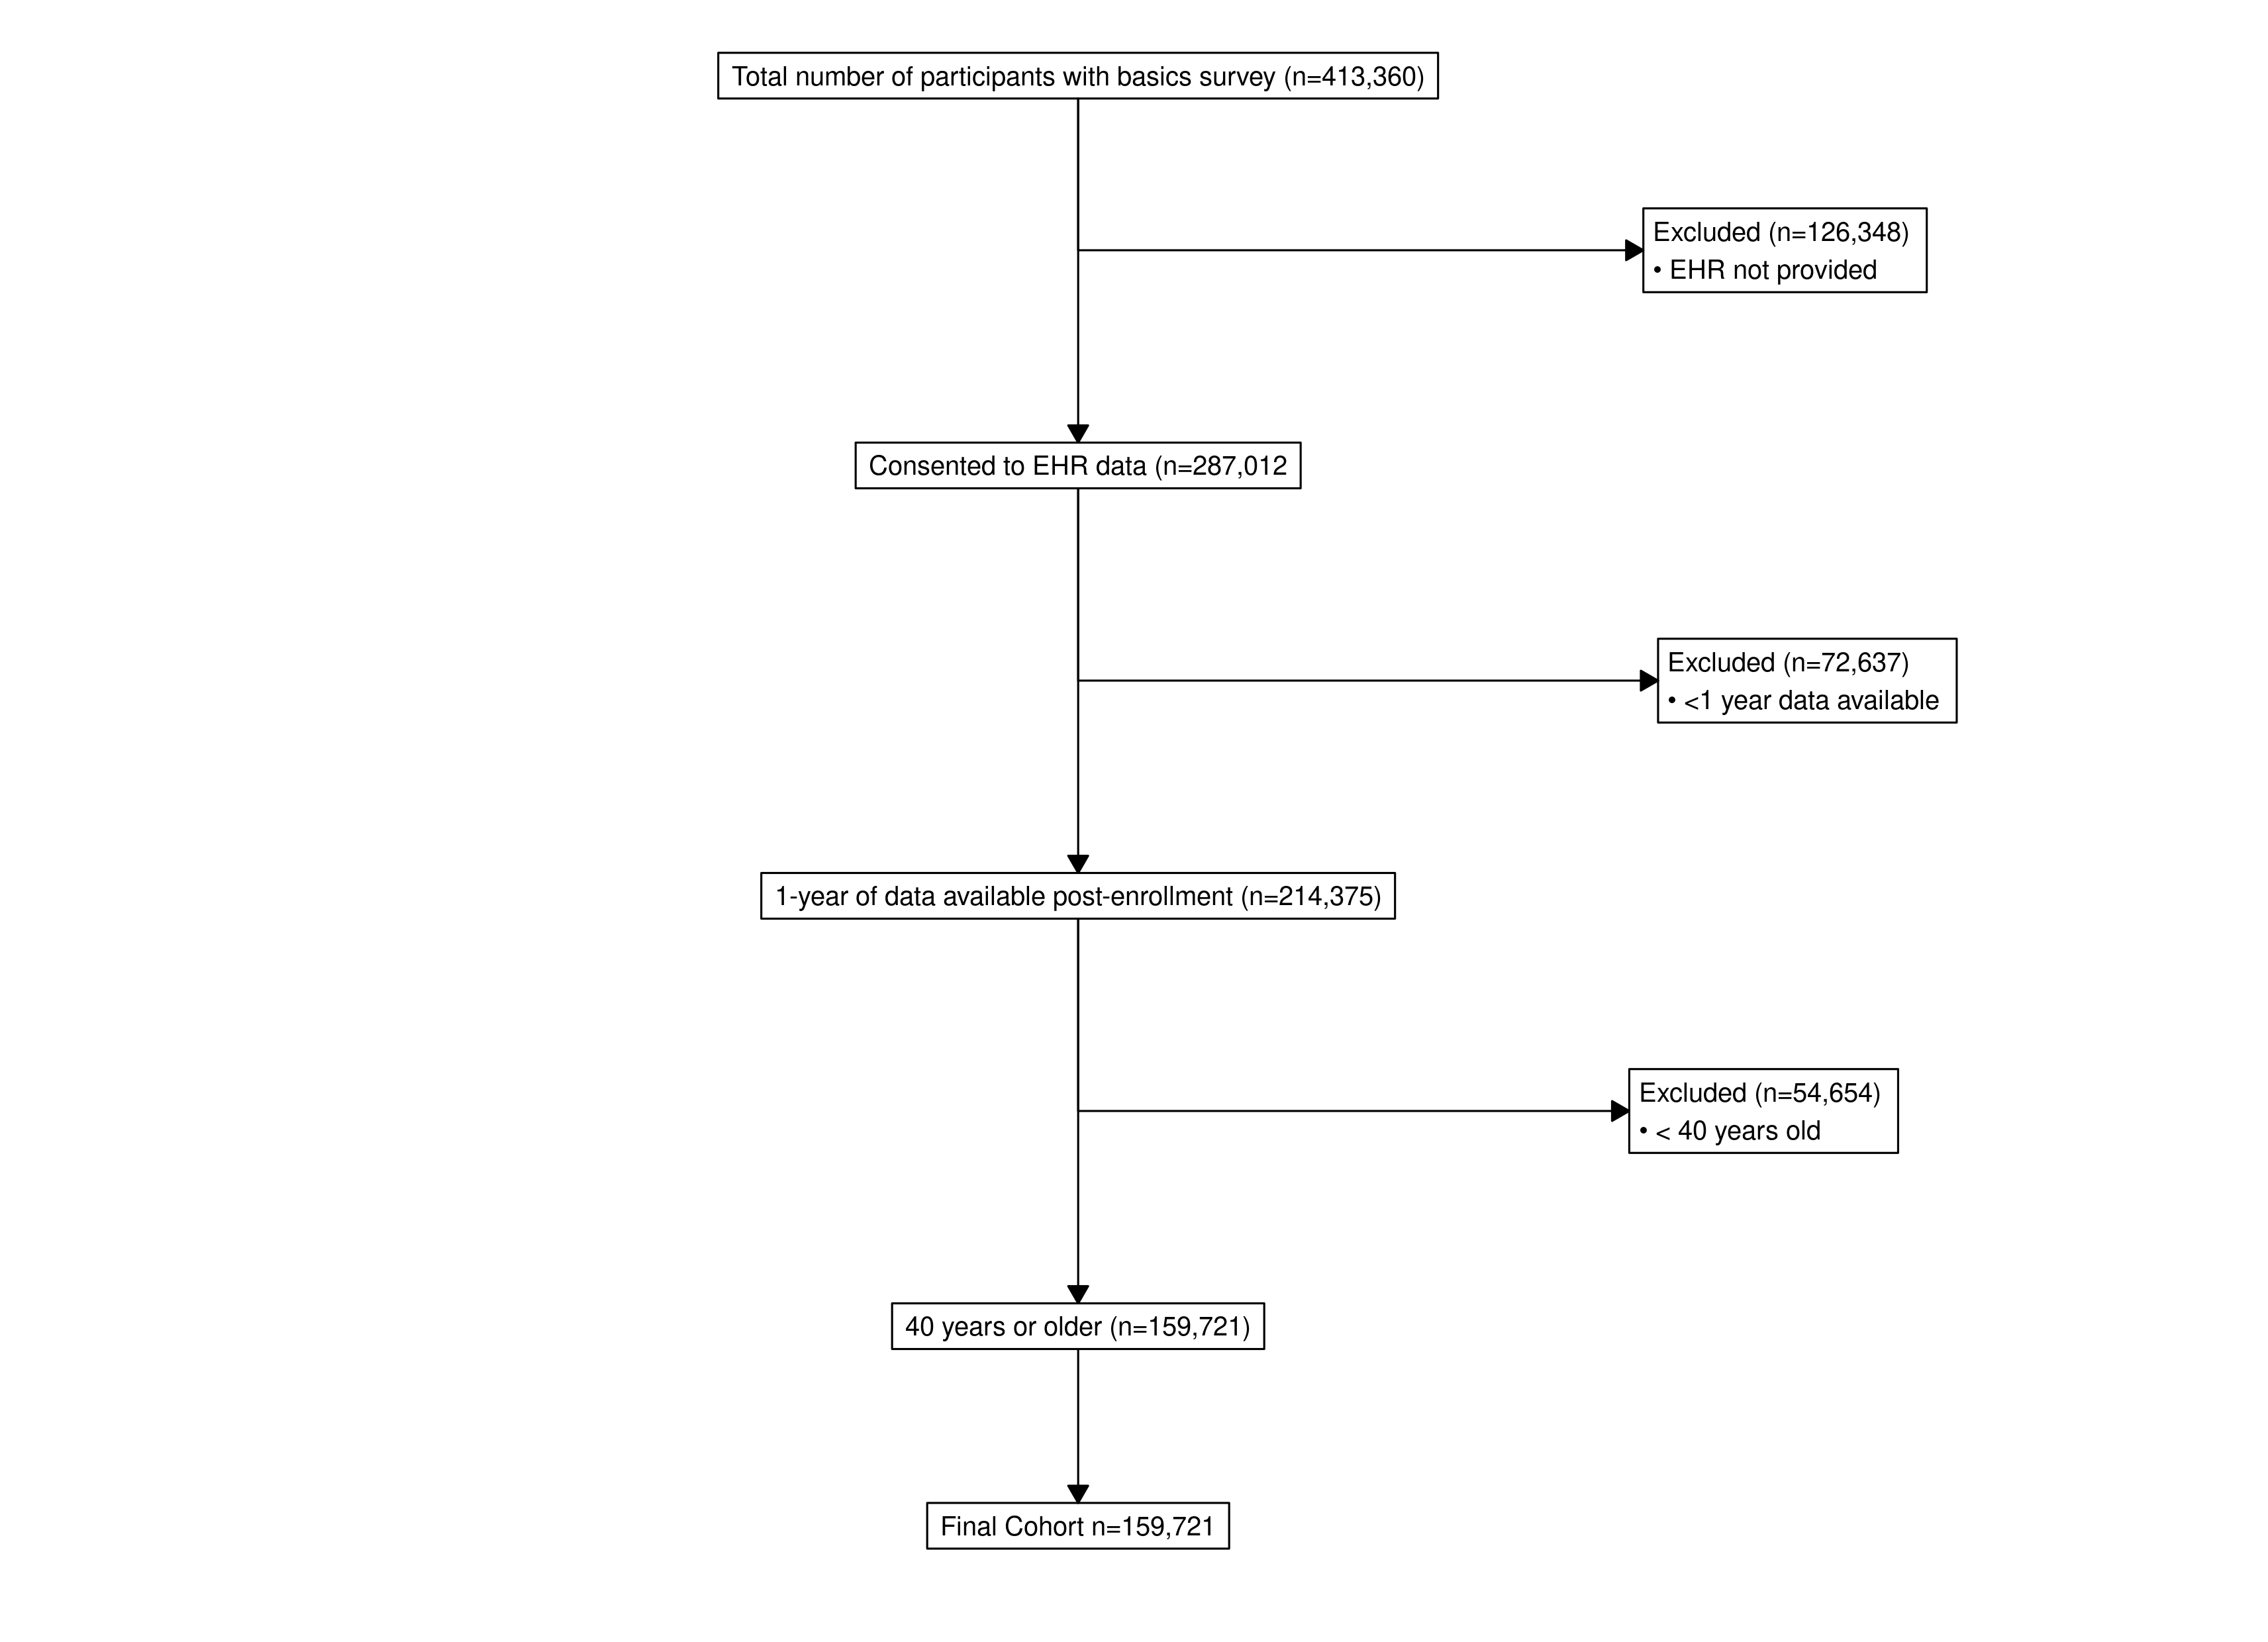 Total number of participants with basics survey (n=413,360)
Excluded (n=126,348)
• EHR not provided
Consented to EHR data (n=287,012
Excluded (n=72,637)
• <1 year data available
1-year of data available post-enrollment (n=214,375)
Excluded (n=54,654)
• < 40 years old
40 years or older (n=159,721)
Final Cohort n=159,721